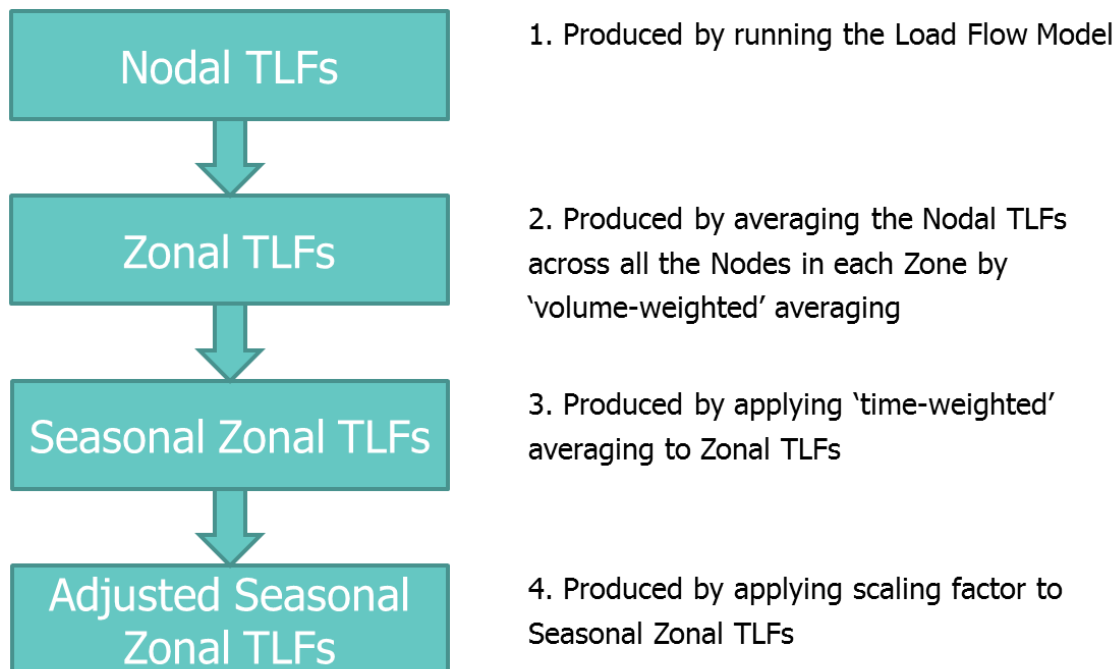 Nodal TLFs
1. Produced by running the Load Flow Model
Zonal TLFs
2. Produced by averaging the Nodal TLFs
across all the Nodes in each Zone by
‘volume-weighted’ averaging
Seasonal Zonal TLFs
3. Produced by applying ‘time-weighted’
averaging to Zonal TLFs
Adjusted Seasonal
Zonal TLFs
4. Produced by applying scaling factor to
Seasonal Zonal TLFs